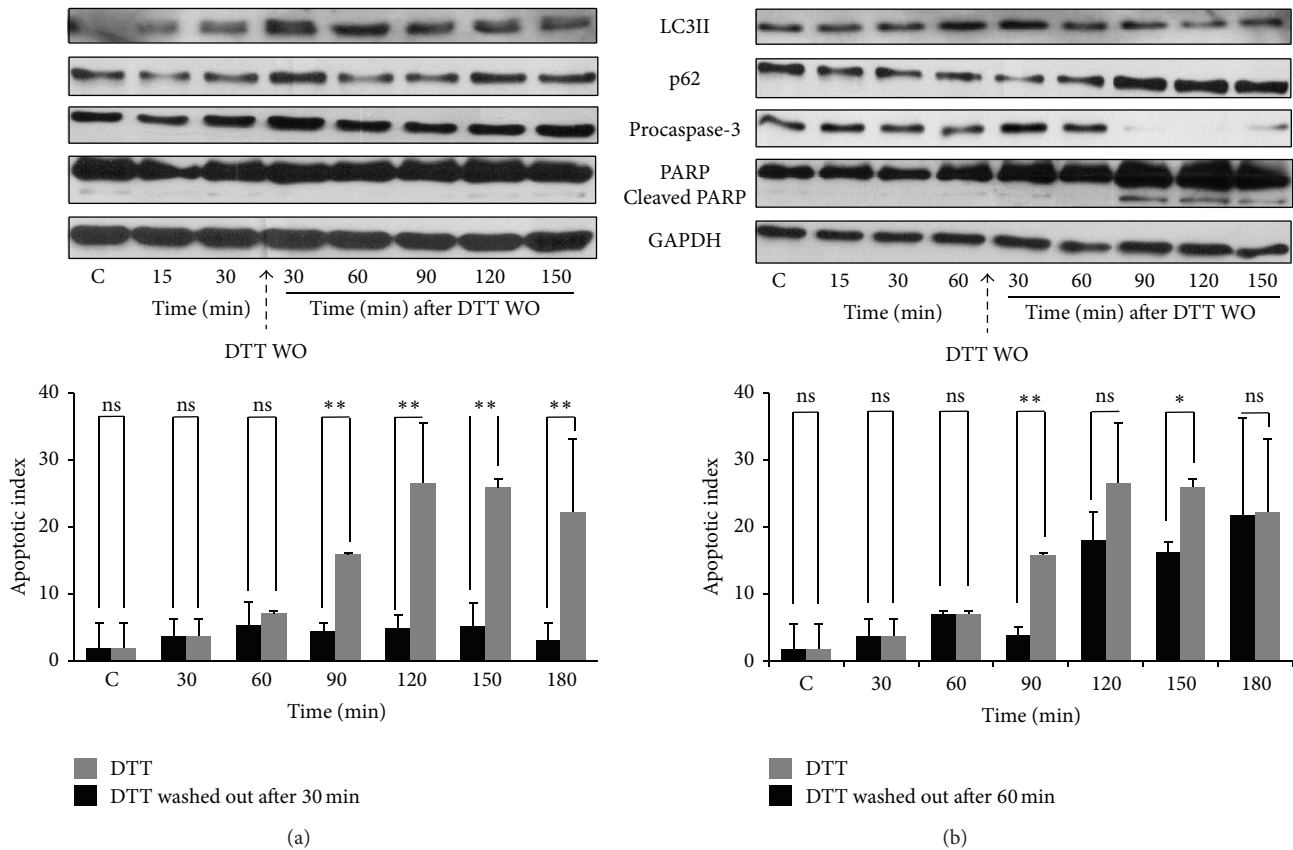 LC3II
p62
Procaspase-3
PARP
Cleaved PARP
GAPDH
C 15 30 30 60 90 120 150
Time (min) Time (min) after DTT WO
DTT WO
C 15 30 60 30 60 90 120 150
Time (min) Time (min) after DTT WO
DTT WO
40
30
20
10
0
Apoptotic index
ns ns ns ** ** ** **
C 30 60 90 120 150 180
Time (min)
DTT
DTT washed out after 30 min
(a)
40
30
20
10
0
Apoptotic index
ns ns ns ** ns * ns
C 30 60 90 120 150 180
Time (min)
DTT
DTT washed out after 60 min
(b)